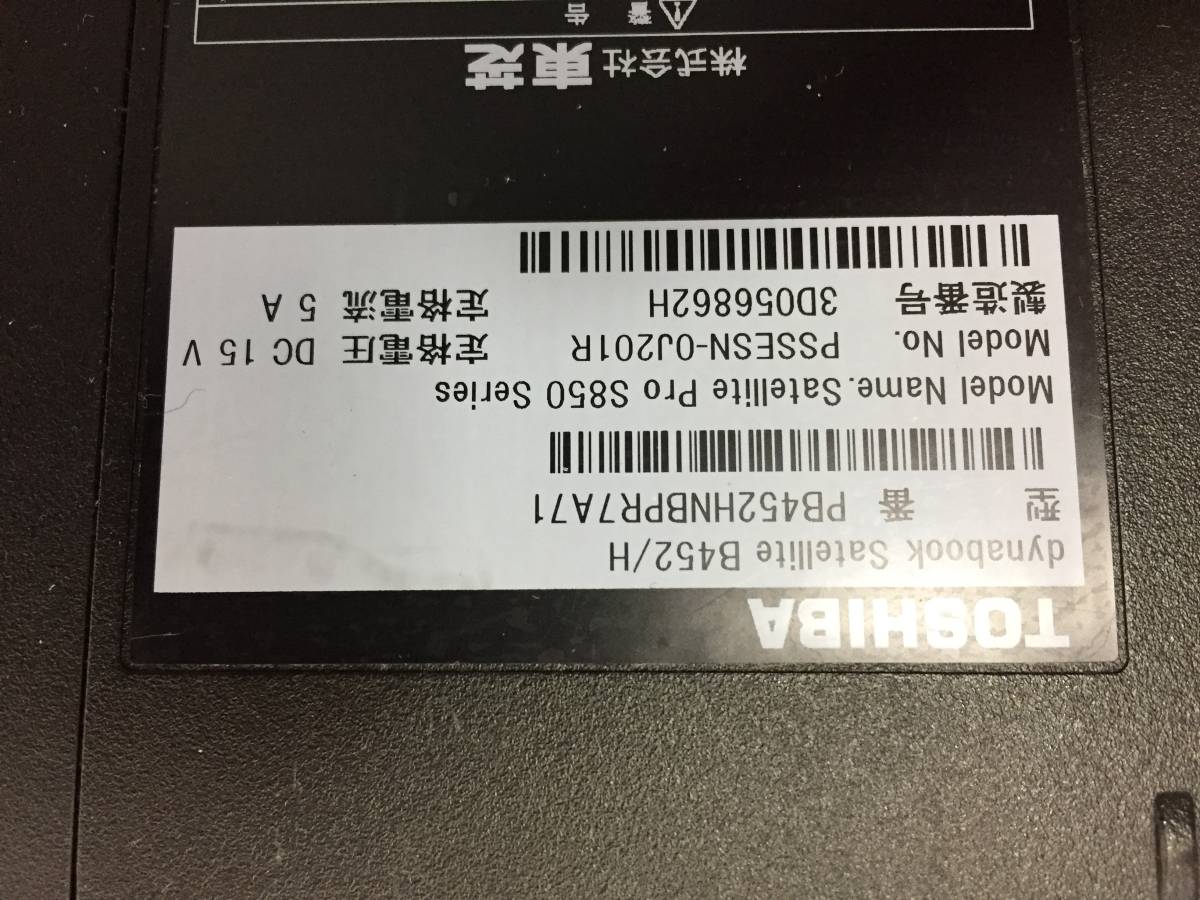 TOSHIBA
dynabook Satellite B452/H
型 番 PB452HNBPR7A71
Model Name.Satellite Pro S850 Series
Model No. PSSESN-0J201R 定格電圧 DC 15 V
製造番号 3D056862H 定格電流 5 A
株式会社 東芝
警 告